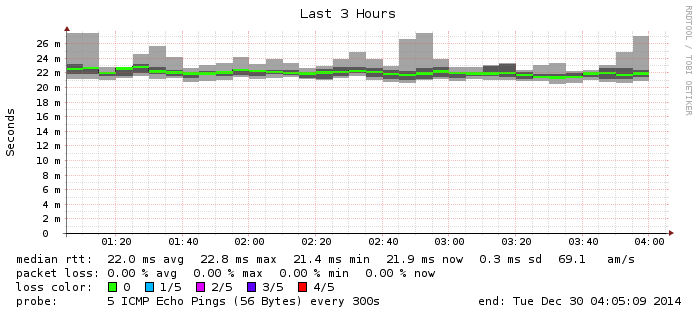 Last 3 Hours
RRDTOOL / TOBI OETIKER
Seconds
26 m
24 m
22 m
20 m
18 m
16 m
14 m
12 m
10 m
8 m
6 m
4 m
2 m
0
01:20 01:40 02:00 02:20 02:40 03:00 03:20 03:40 04:00
median rtt: 22.0 ms avg 22.8 ms max 21.4 ms min 21.9 ms now 0.3 ms sd 69.1 am/s
packet loss: 0.00 % avg 0.00 % max 0.00 % min 0.00 % now
loss color: 0 1/5 2/5 3/5 4/5
probe: 5 ICMP Echo Pings (56 Bytes) every 300s end: Tue Dec 30 04:05:09 2014